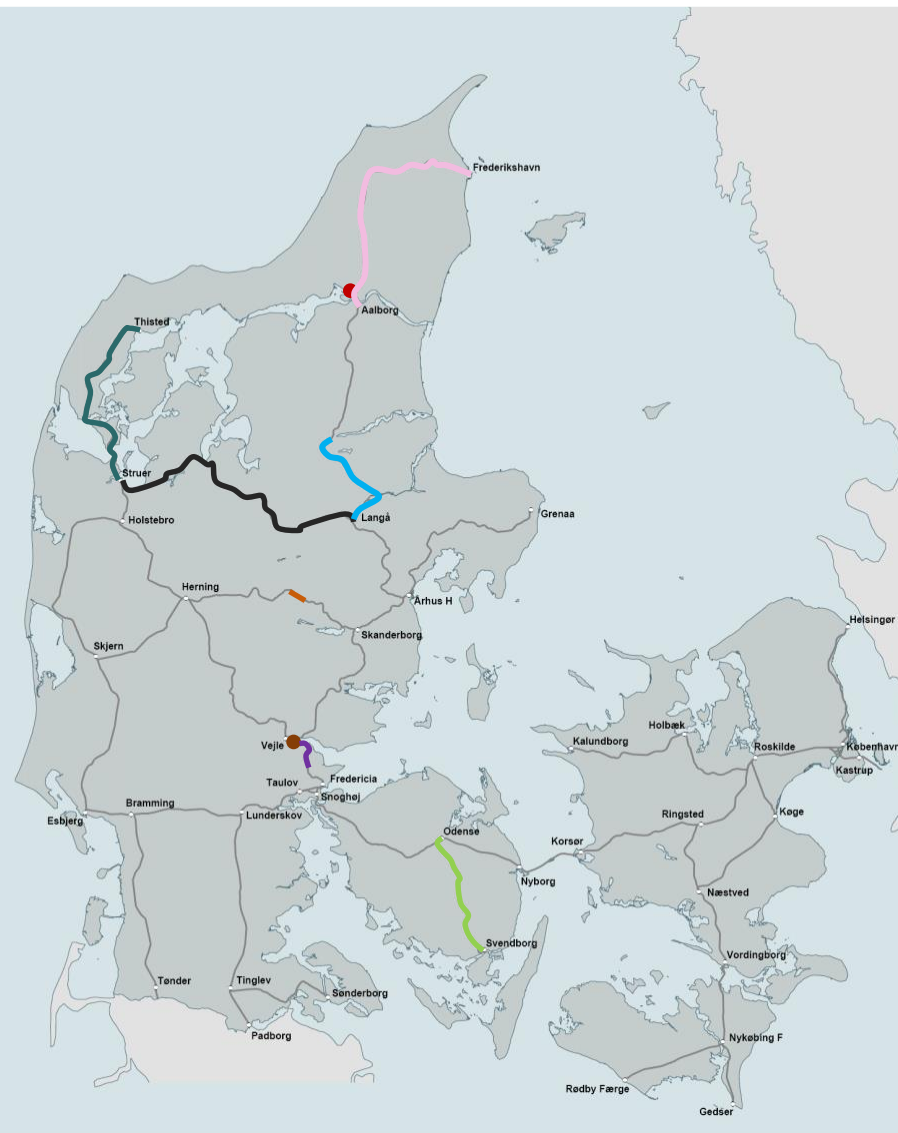 Frederikshavn
Aalborg
Thisted
Struer
Langå
Grenaa
Holstebro
Herning
Århus H
Helsingør
Skanderborg
Skjern
Holbæk
Vejle
Kalundborg
Roskilde
København
Kastrup
Taulov
Fredericia
Snoghøj
Bramming
Esbjerg
Lunderskov
Ringsted
Køge
Odense
Korsør
Nyborg
Næstved
Svendborg
Vordingborg
Tønder
Tinglev
Sønderborg
Padborg
Nykøbing F
Rødby Færge
Gedser